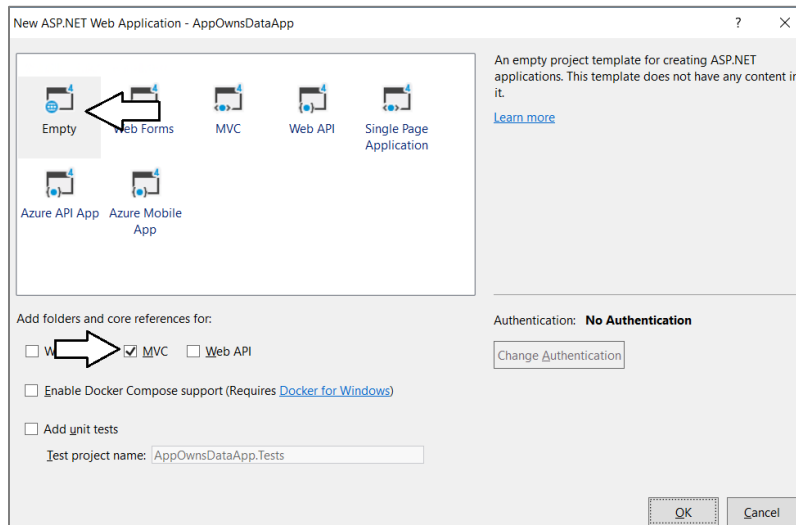 New ASP.NET Web Application - AppOwnsDataApp
Empty
Web Forms
MVC
Web API
Single Page
Application
Azure API App
Azure Mobile
App
An empty project template for creating ASP.NET
applications. This template does not have any content in
it.
Learn more
Add folders and core references for:
MVC
Web API
Enable Docker Compose support (Requires Docker for Windows)
Add unit tests
Test project name: AppOwnsDataApp.Tests
Authentication: No Authentication
Change Authentication
OK
Cancel